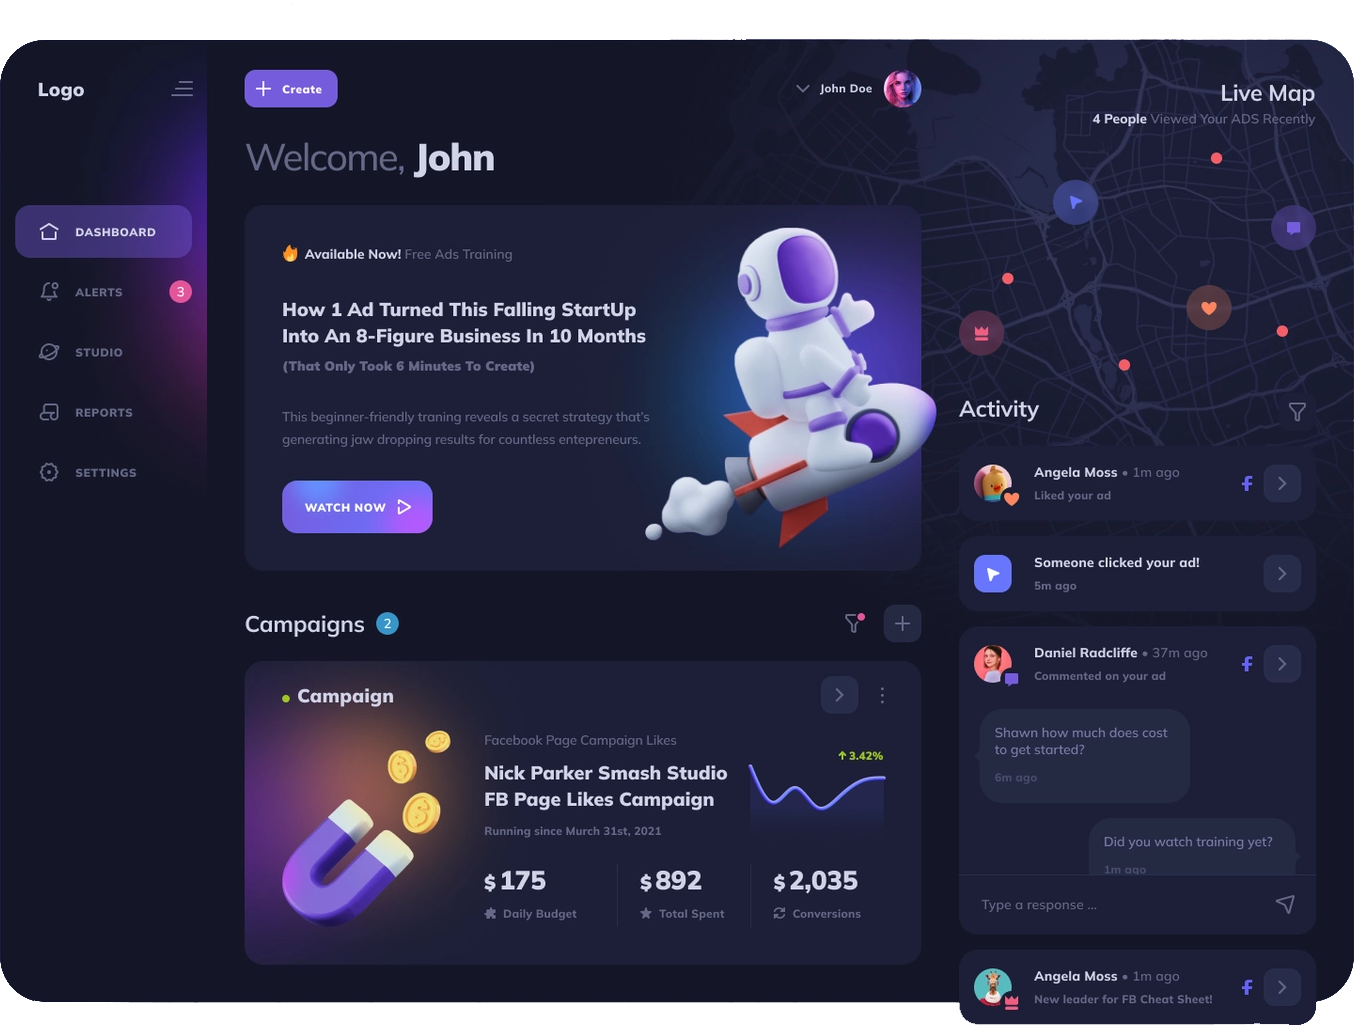 Logo
DASHBOARD
ALERTS
3
STUDIO
REPORTS
SETTINGS
Create
John Doe
Welcome, John
Available Now! Free Ads Training
How 1 Ad Turned This Falling StartUp
Into An 8-Figure Business In 10 Months
(That Only Took 6 Minutes To Create)
This beginner-friendly traning reveals a secret strategy that's
generating jaw dropping results for countless entepreneurs.
WATCH NOW
Campaigns 2
Campaign
Facebook Page Campaign Likes
Nick Parker Smash Studio
FB Page Likes Campaign
Running since Murch 31st, 2021
3.42%
$ 175
Daily Budget
$ 892
Total Spent
$ 2,035
Conversions
Live Map
4 People Viewed Your ADS Recently
Activity
Angela Moss • 1m ago
Liked your ad
Someone clicked your ad!
5m ago
Daniel Radcliffe • 37m ago
Commented on your ad
Shawn how much does cost
to get started?
6m ago
Did you watch training yet?
1m ago
Type a response ...
Angela Moss • 1m ago
New leader for FB Cheat Sheet!